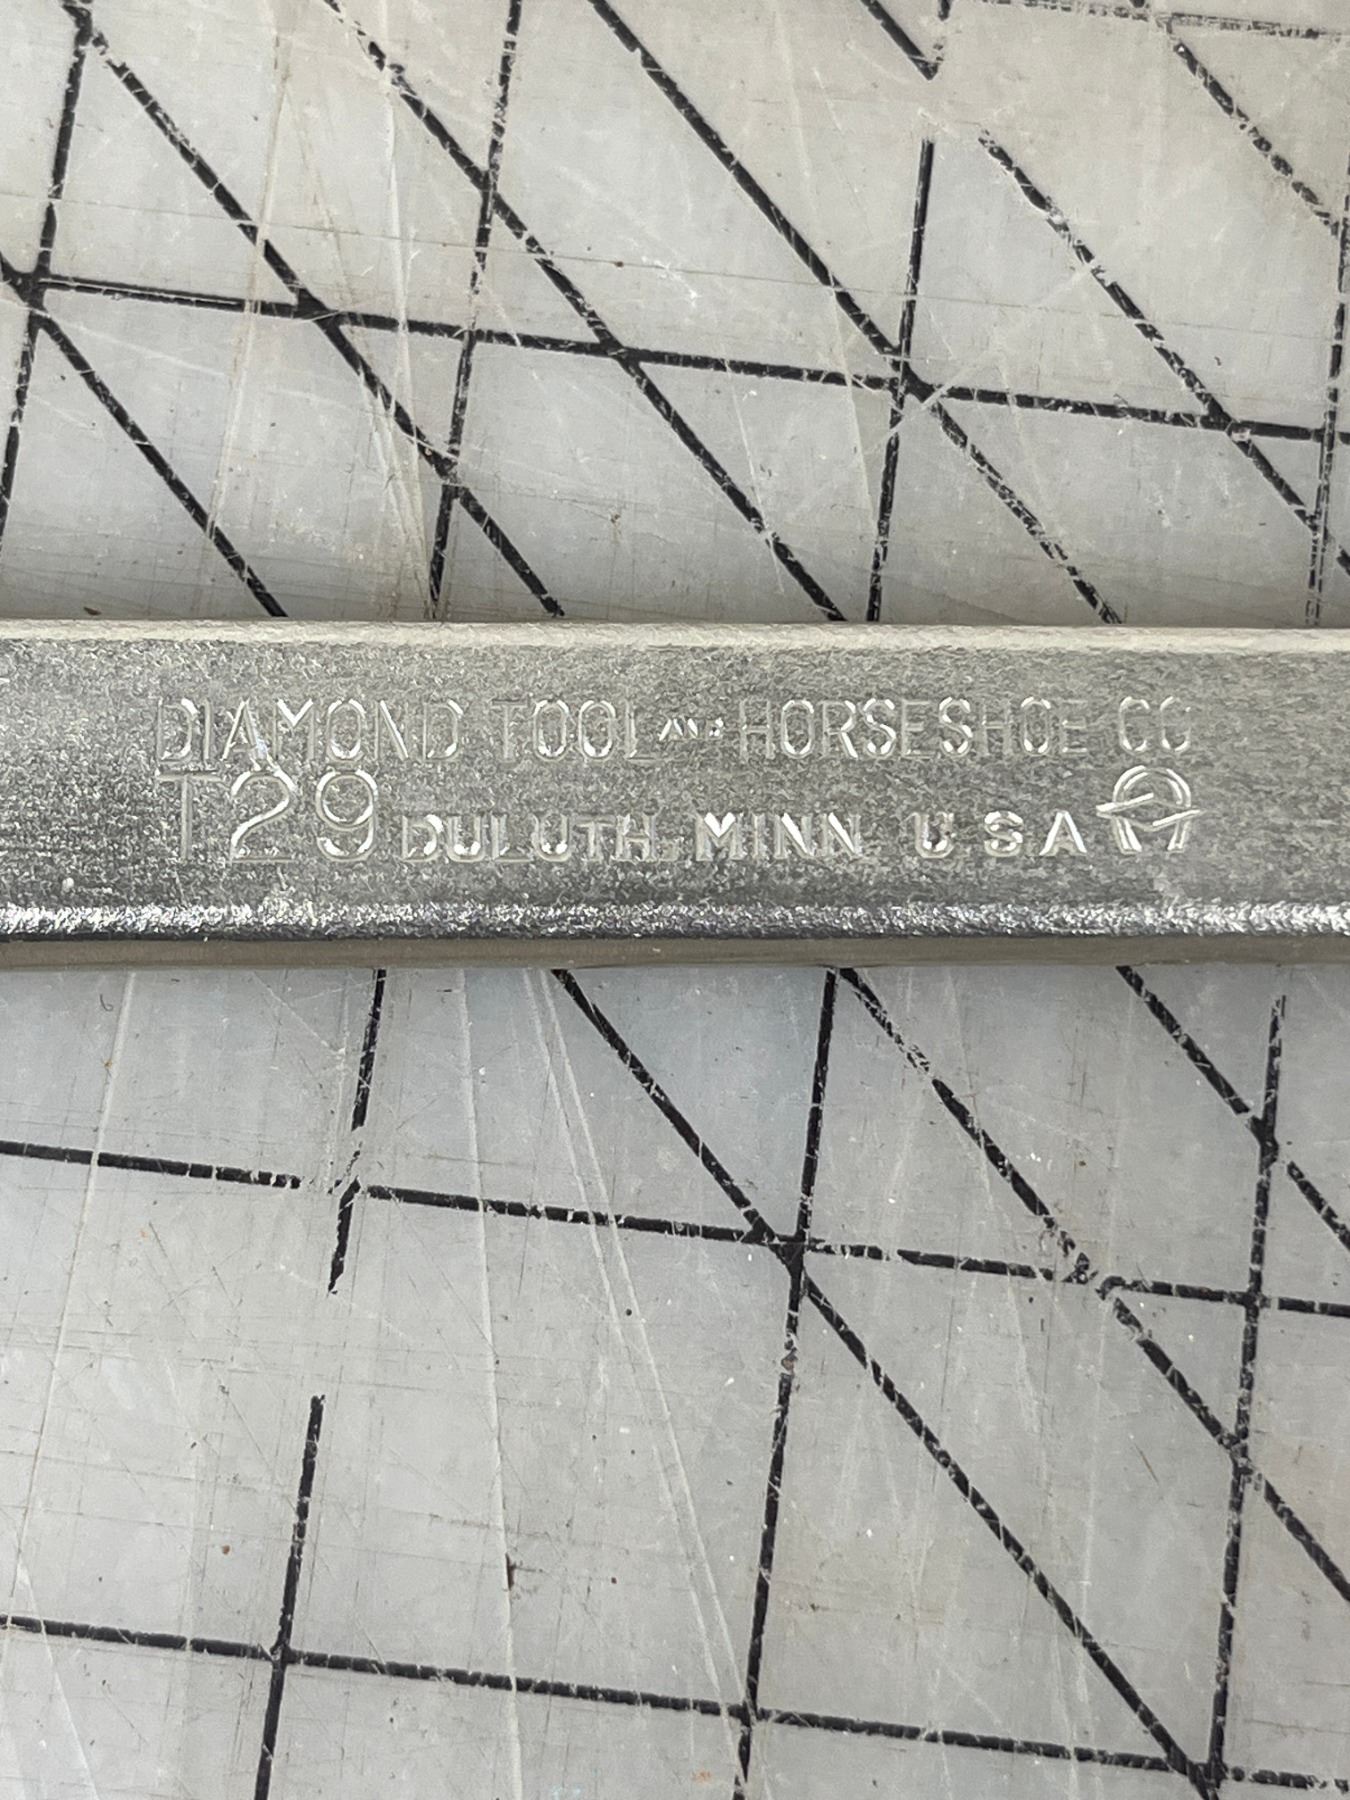 DIAMOND TOOL AND HORSESHOE CO
T29 DULUTH, MINN. U S A